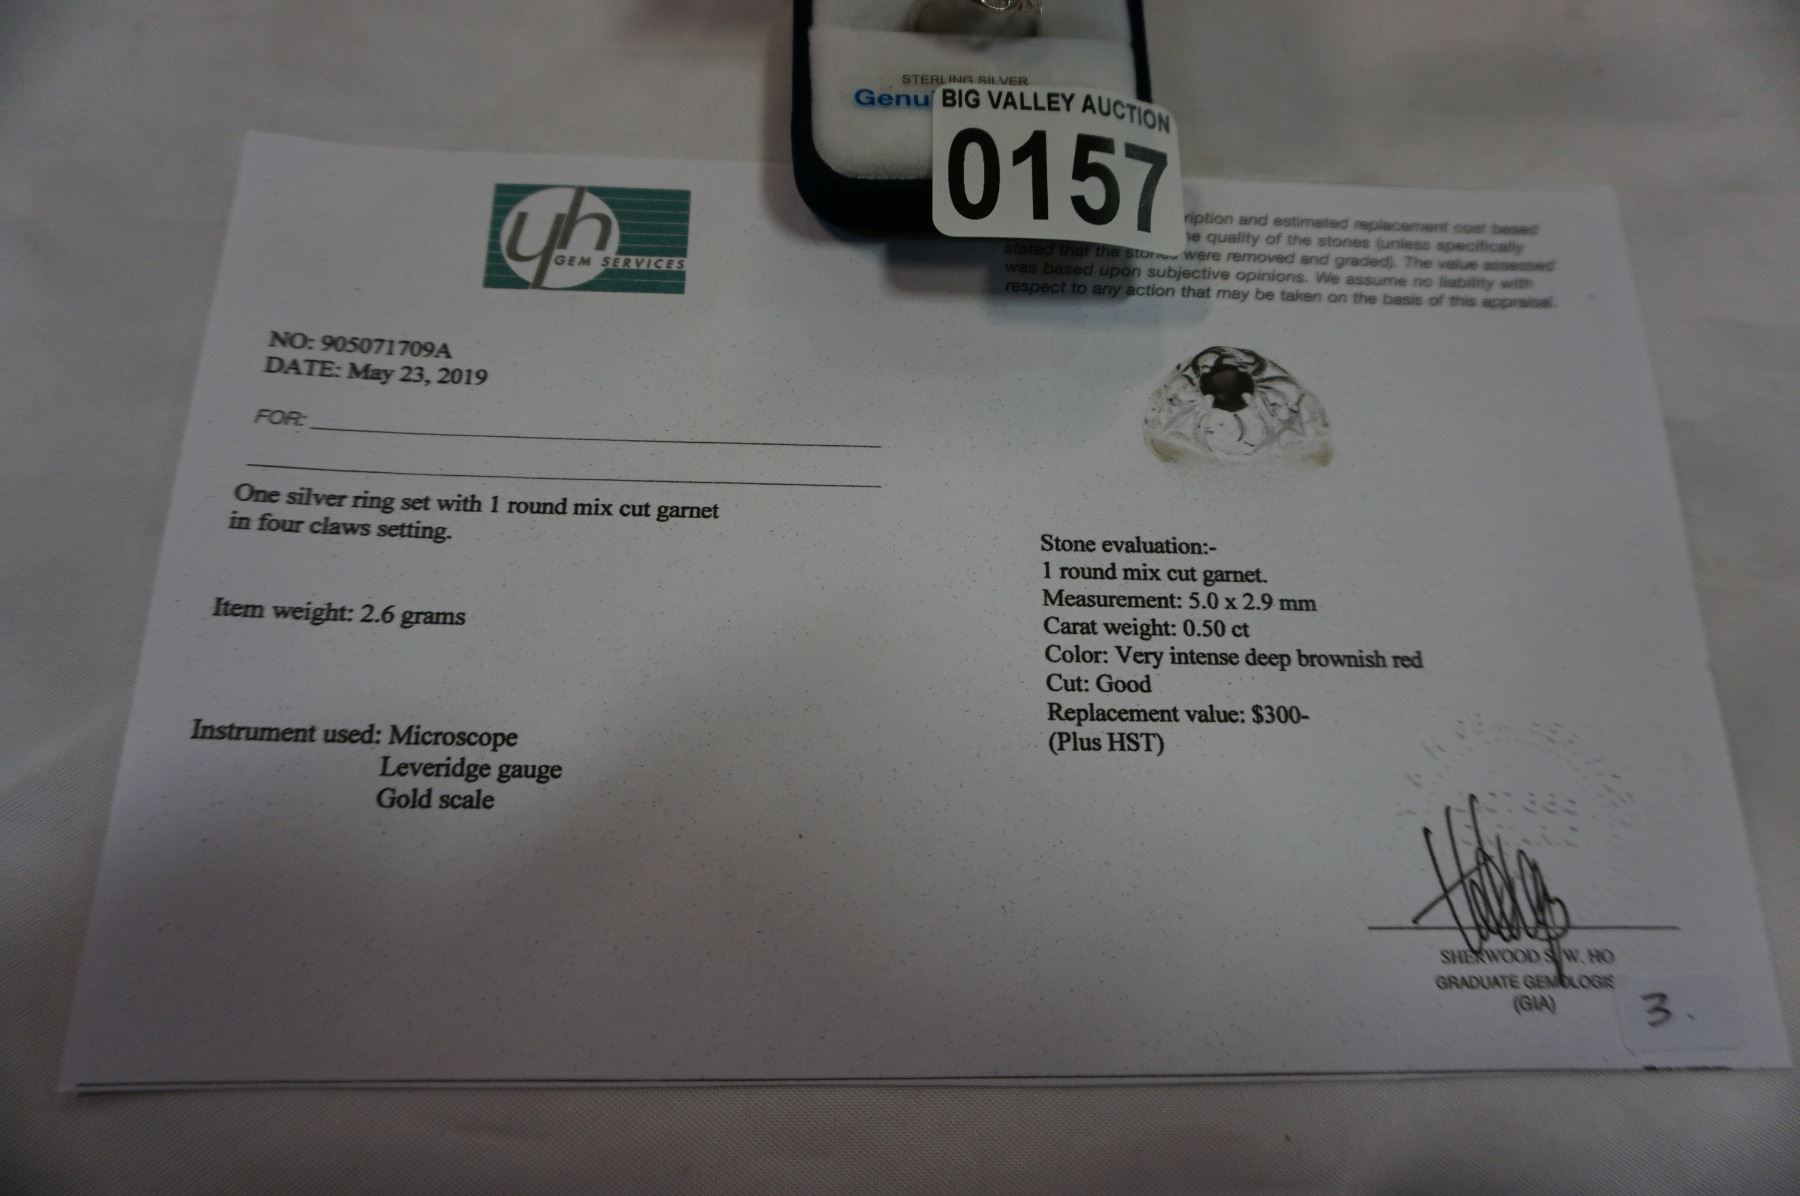 STERLING SILVER
Genu
BIG VALLEY AUCTION
0157
yh
GEM SERVICES
and estimated replacement cost based
quality of the stones (unless specifically
stated that the stones were removed and graded). The value assessed
was based upon subjective opinions. We assume no liability with
respect to any action that may be taken on the basis of this appraisal.
NO: 905071709A
DATE: May 23, 2019
FOR:
One silver ring set with 1 round mix cut garnet
in four claws setting.
Item weight: 2.6 grams
Instrument used: Microscope
Leveridge gauge
Gold scale
Stone evaluation:-
1 round mix cut garnet.
Measurement: 5.0 x 2.9 mm
Carat weight: 0.50 ct
Color: Very intense deep brownish red
Cut: Good
Replacement value: $300-
(Plus HST)
SHERWOOD S.W. HO
GRADUATE GEMOLOGIS
(GIA)
3.